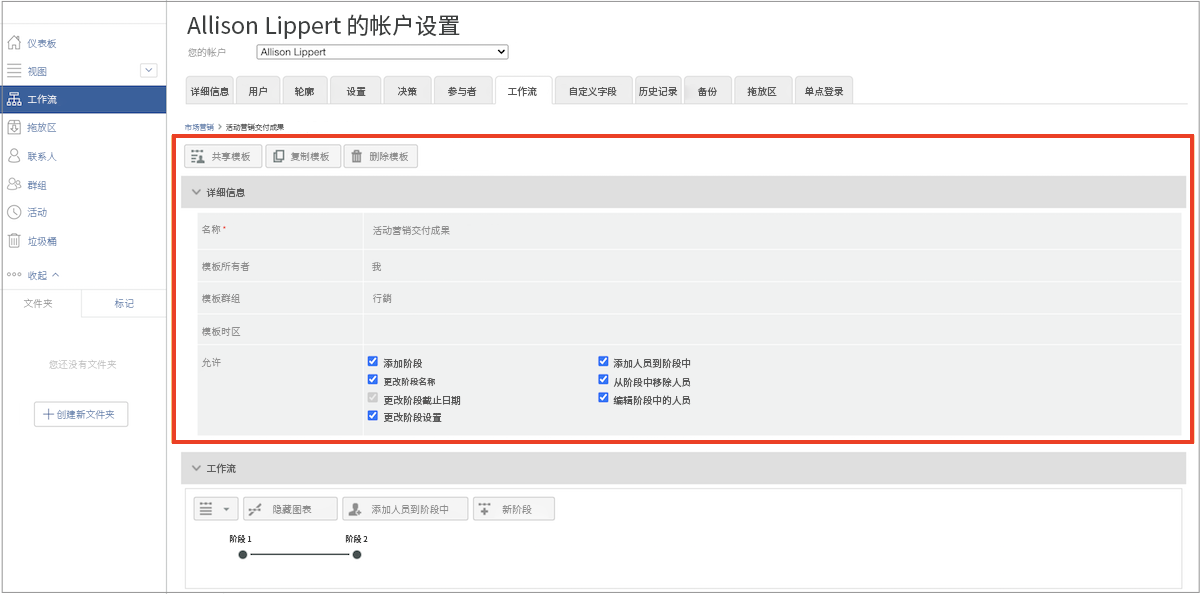 Allison Lippert 的帐户设置
您的帐户 Allison Lippert
仪表板
视图
工作流
拖放区
联系人
群组
活动
垃圾桶
收起
文件夹 标记
您还没有文件夹
创建新文件夹
详细信息 用户 轮廓 设置 决策 参与者 工作流 自定义字段 历史记录 备份 拖放区 单点登录
市场营销 > 活动营销交付成果
共享模板 复制模板 删除模板
详细信息
名称* 活动营销交付成果
模板所有者 我
模板群组 行銷
模板时区
允许
添加阶段 添加人员到阶段中
更改阶段名称 从阶段中移除人员
更改阶段截止日期 编辑阶段中的人员
更改阶段设置
工作流
隐藏图表 添加人员到阶段中 新阶段
阶段 1 阶段 2